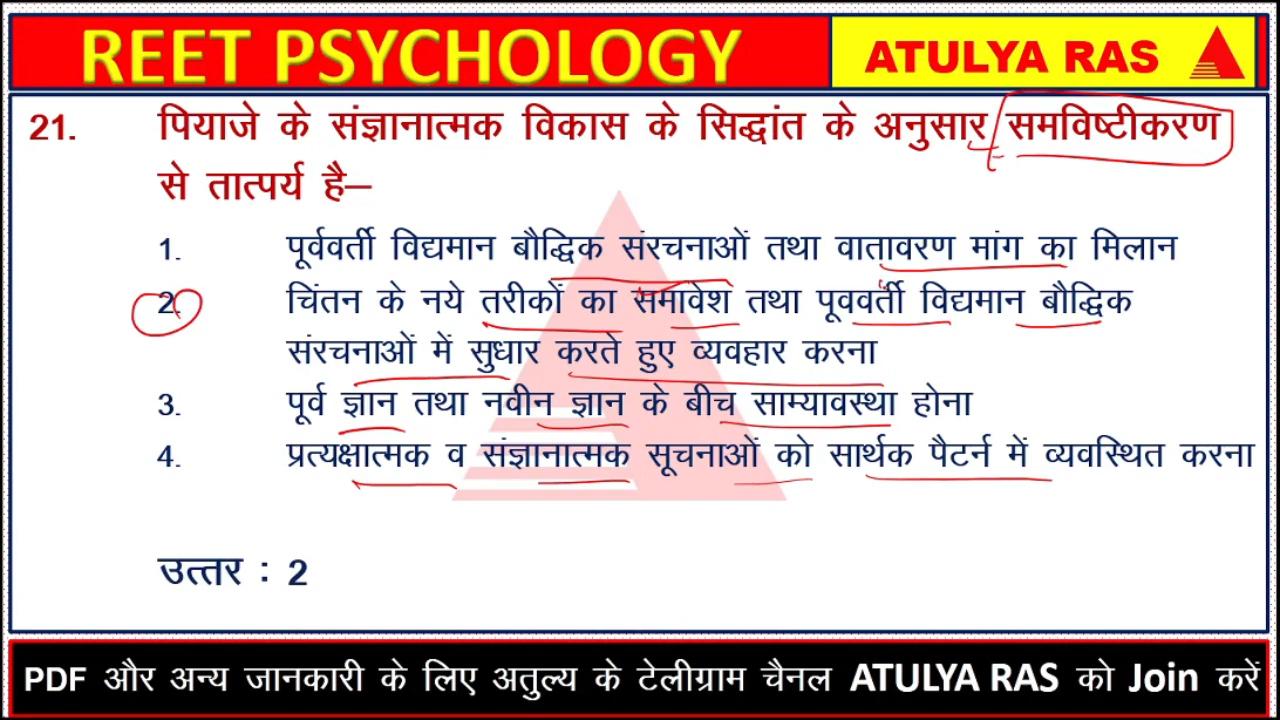 REET PSYCHOLOGY
ATULYA RAS
21. पियाजे के संज्ञानात्मक विकास के सिद्धांत के अनुसार समविष्टीकरण
से तात्पर्य है–
1. पूर्ववर्ती विद्यमान बौद्धिक संरचनाओं तथा वातावरण मांग का मिलान
2. चिंतन के नये तरीकों का समावेश तथा पूववर्ती विद्यमान बौद्धिक
संरचनाओं में सुधार करते हुए व्यवहार करना
3. पूर्व ज्ञान तथा नवीन ज्ञान के बीच साम्यावस्था होना
4. प्रत्यक्षात्मक व संज्ञानात्मक सूचनाओं को सार्थक पैटर्न में व्यवस्थित करना
उत्तर : 2
PDF और अन्य जानकारी के लिए अतुल्य के टेलीग्राम चैनल ATULYA RAS को Join करें